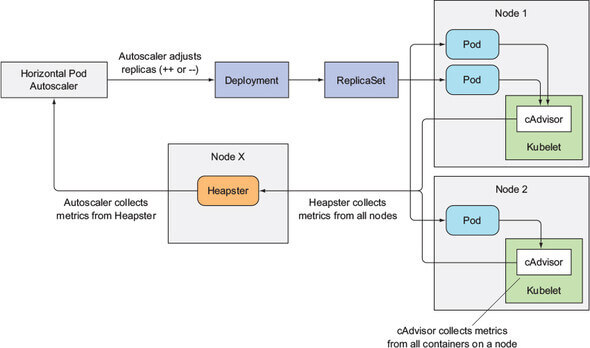 Node 1
Pod
Autoscaler adjusts
replicas (++ or --)
Horizontal Pod
Autoscaler
Deployment
ReplicaSet
Pod
cAdvisor
Kubelet
Node X
Heapster
Autoscaler collects
metrics from Heapster
Heapster collects
metrics from all nodes
Node 2
Pod
cAdvisor
Kubelet
cAdvisor collects metrics
from all containers on a node